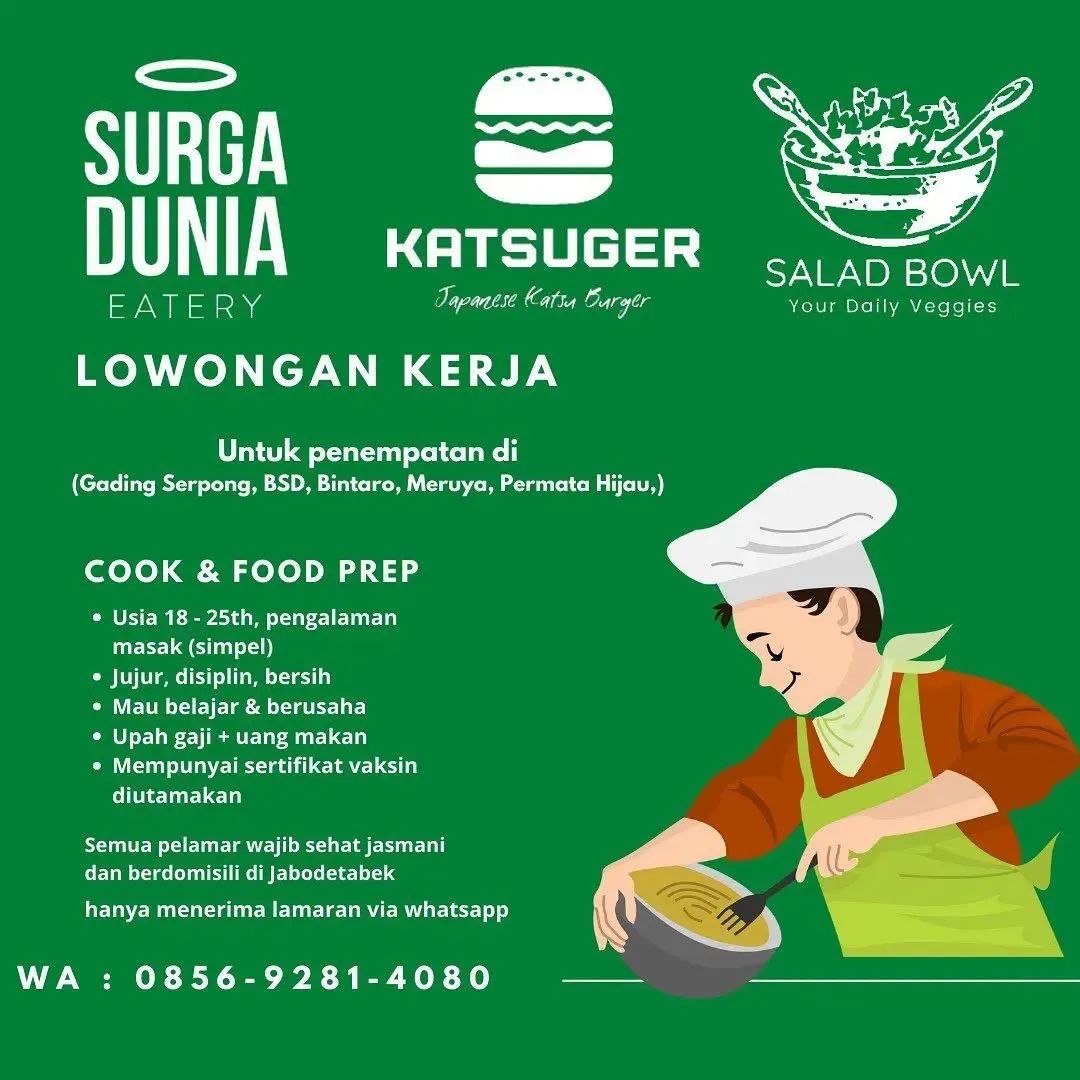 SURGA
DUNIA
EATERY
KATSUGER
Japanese Katsu Burger
SALAD BOWL
Your Daily Veggies
LOWONGAN KERJA
Untuk penempatan di
(Gading Serpong, BSD, Bintaro, Meruya, Permata Hijau,)
COOK & FOOD PREP
• Usia 18 - 25th, pengalaman
masak (simpel)
• Jujur, disiplin, bersih
• Mau belajar & berusaha
• Upah gaji + uang makan
• Mempunyai sertifikat vaksin
diutamakan
Semua pelamar wajib sehat jasmani
dan berdomisili di Jabodetabek
hanya menerima lamaran via whatsapp
WA : 0856-9281-4080